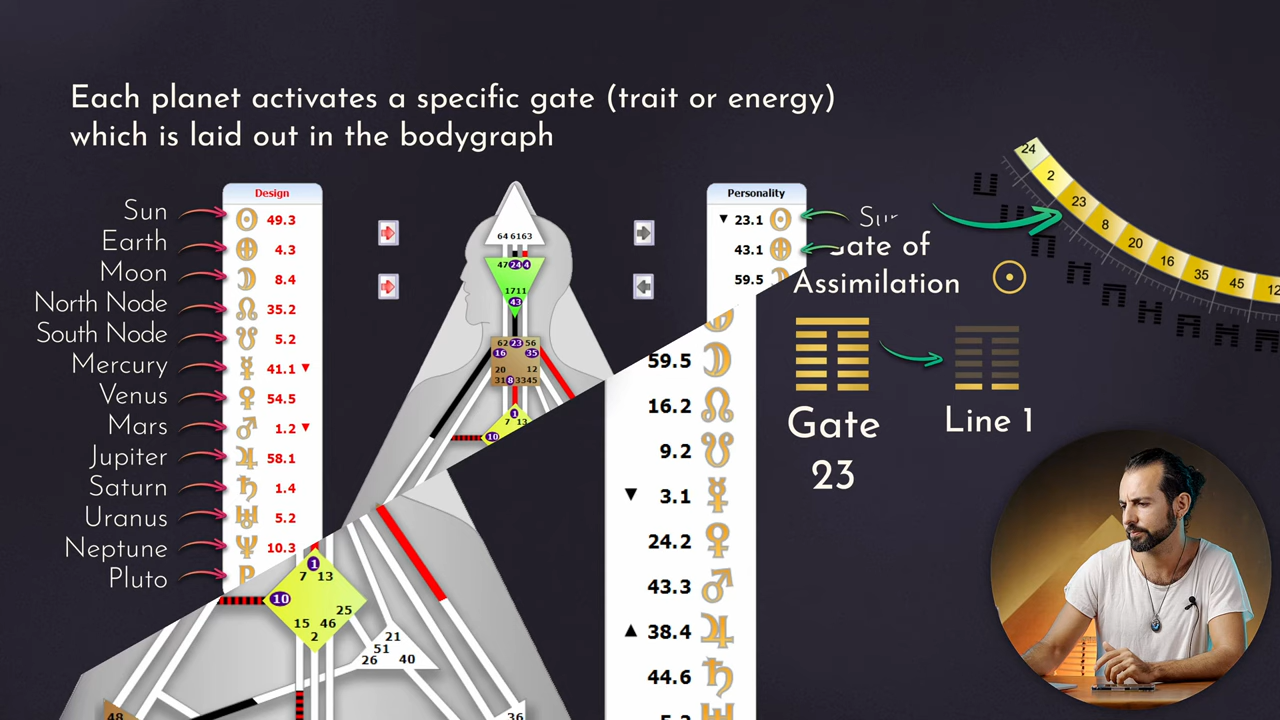 Each planet activates a specific gate (trait or energy)
which is laid out in the bodygraph
Design
Sun 49.3
Earth 4.3
Moon 8.4
North Node 35.2
South Node 5.2
Mercury 41.1 ▼
Venus 54.5
Mars 1.2 ▼
Jupiter 58.1
Saturn 1.4
Uranus 5.2
Neptune 10.3
Pluto
64 61 63
47 24 4
17 11
43
62 23 56
16 35
20 12
31 8 33 45
1
7 13
10
1
7 13
10
25
15 46
2
21
51
26 40
48
36
Personality
▼ 23.1
43.1
59.5
59.5
16.2
9.2
▼ 3.1
24.2
43.3
▲ 38.4
44.6
Gate of
Assimilation
Gate
23
Line 1
24
2
23
8
20
16
35
45
12